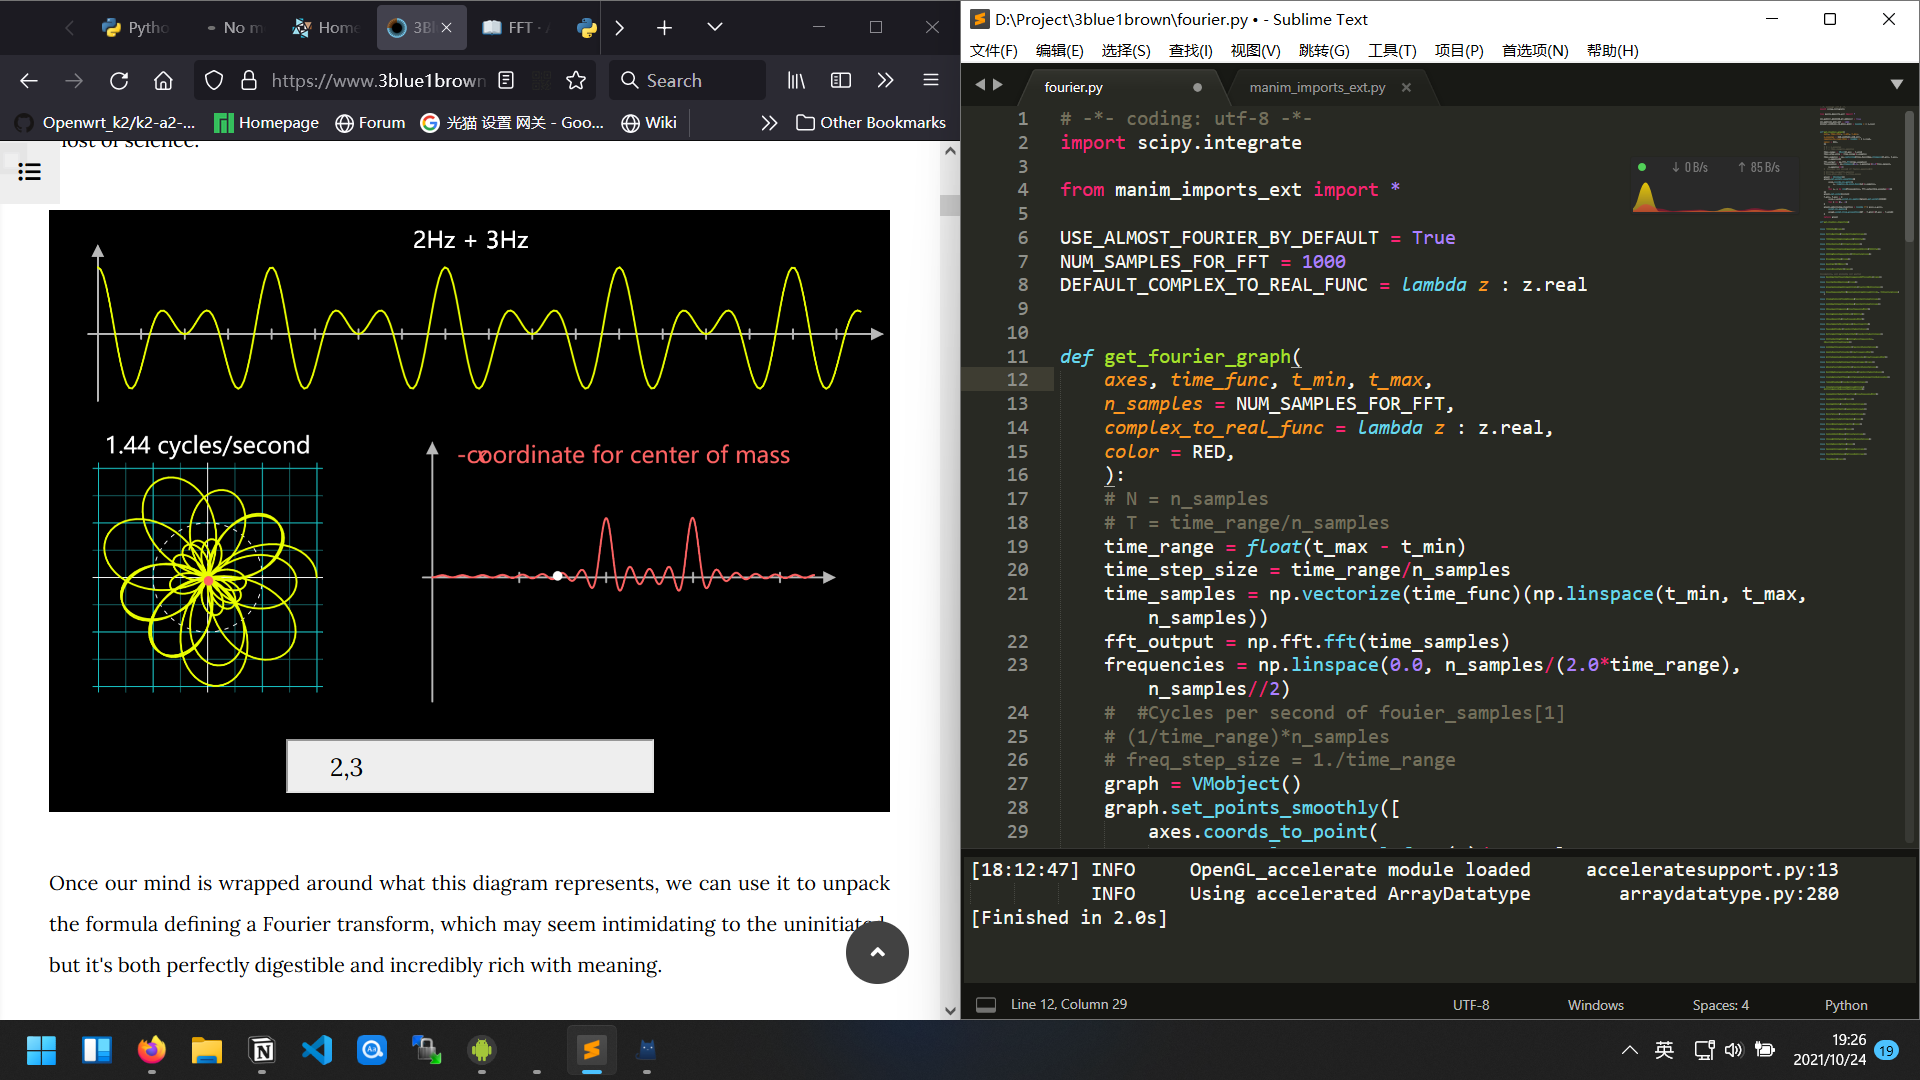 Pytho
No m
Home
3B
FFT
https://www.3blue1brown
Search
Openwrt_k2/k2-a2-...
Homepage
Forum
光猫 设置 网关 - Goo...
Wiki
Other Bookmarks
most of science.
2Hz + 3Hz
1.44 cycles/second
-coordinate for center of mass
x
2,3
Once our mind is wrapped around what this diagram represents, we can use it to unpack
the formula defining a Fourier transform, which may seem intimidating to the uninitiated,
but it's both perfectly digestible and incredibly rich with meaning.
D:\Project\3blue1brown\fourier.py • - Sublime Text
文件(F) 编辑(E) 选择(S) 查找(I) 视图(V) 跳转(G) 工具(T) 项目(P) 首选项(N) 帮助(H)
fourier.py
manim_imports_ext.py
↓ 0 B/s ↑ 85 B/s
1 # -*- coding: utf-8 -*-
2 import scipy.integrate
3
4 from manim_imports_ext import *
5
6 USE_ALMOST_FOURIER_BY_DEFAULT = True
7 NUM_SAMPLES_FOR_FFT = 1000
8 DEFAULT_COMPLEX_TO_REAL_FUNC = lambda z : z.real
9
10
11 def get_fourier_graph(
12 axes, time_func, t_min, t_max,
13 n_samples = NUM_SAMPLES_FOR_FFT,
14 complex_to_real_func = lambda z : z.real,
15 color = RED,
16 ):
17 # N = n_samples
18 # T = time_range/n_samples
19 time_range = float(t_max - t_min)
20 time_step_size = time_range/n_samples
21 time_samples = np.vectorize(time_func)(np.linspace(t_min, t_max,
n_samples))
22 fft_output = np.fft.fft(time_samples)
23 frequencies = np.linspace(0.0, n_samples/(2.0*time_range),
n_samples//2)
24 # #Cycles per second of fouier_samples[1]
25 # (1/time_range)*n_samples
26 # freq_step_size = 1./time_range
27 graph = VMobject()
28 graph.set_points_smoothly([
29 axes.coords_to_point(
[18:12:47] INFO OpenGL_accelerate module loaded acceleratesupport.py:13
INFO Using accelerated ArrayDatatype arraydatatype.py:280
[Finished in 2.0s]
Line 12, Column 29
UTF-8
Windows
Spaces: 4
Python
英
19:26
2021/10/24
19